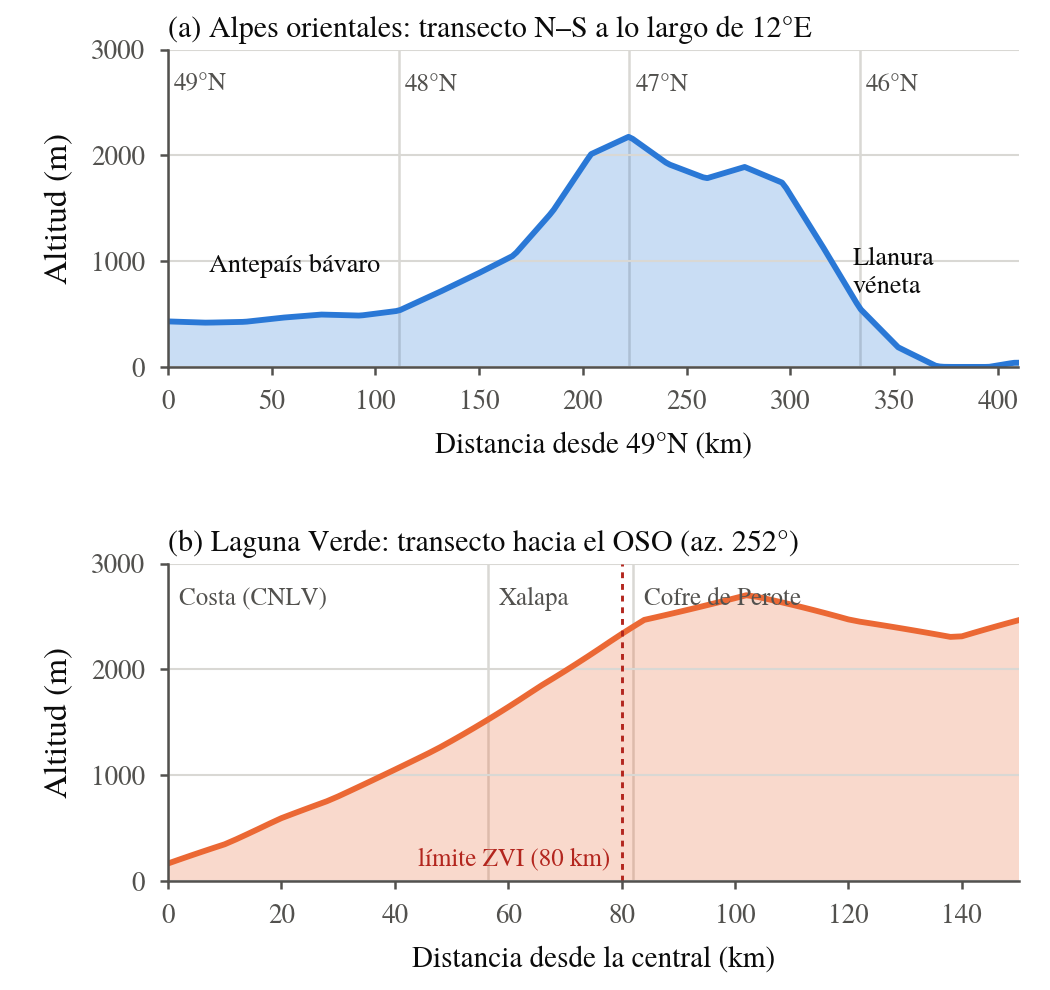 (a) Alpes orientales: transecto N–S a lo largo de 12°E
3000
2000
1000
0
Altitud (m)
49°N
48°N
47°N
46°N
Antepaís bávaro
Llanura
véneta
0 50 100 150 200 250 300 350 400
Distancia desde 49°N (km)
(b) Laguna Verde: transecto hacia el OSO (az. 252°)
3000
2000
1000
0
Altitud (m)
Costa (CNLV)
Xalapa
Cofre de Perote
límite ZVI (80 km)
0 20 40 60 80 100 120 140
Distancia desde la central (km)